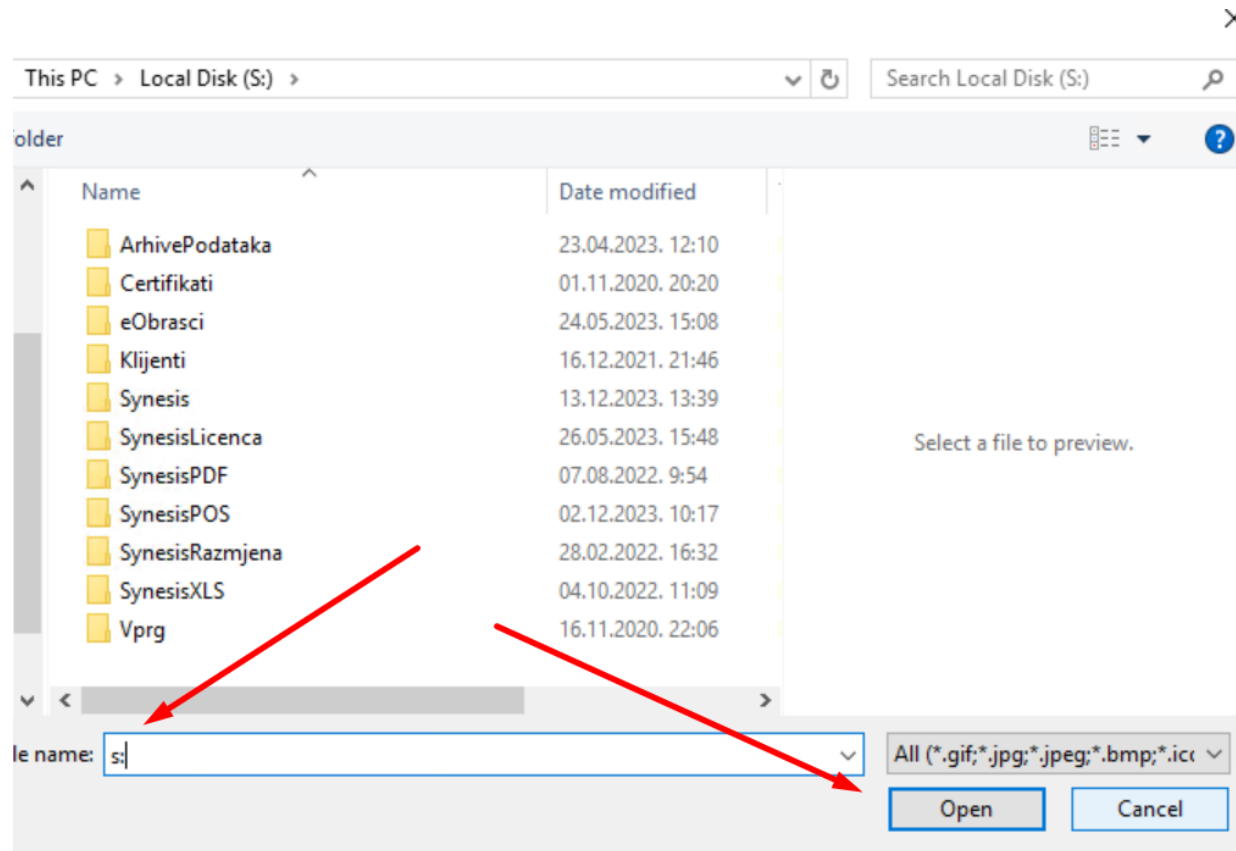 This PC > Local Disk (S:) >
Search Local Disk (S:)
older
Name Date modified
ArhivePodataka 23.04.2023. 12:10
Certifikati 01.11.2020. 20:20
eObrasci 24.05.2023. 15:08
Klijenti 16.12.2021. 21:46
Synesis 13.12.2023. 13:39
SynesisLicenca 26.05.2023. 15:48
SynesisPDF 07.08.2022. 9:54
SynesisPOS 02.12.2023. 10:17
SynesisRazmjena 28.02.2022. 16:32
SynesisXLS 04.10.2022. 11:09
Vprg 16.11.2020. 22:06
Select a file to preview.
le name: s:
All (*.gif;*.jpg;*.jpeg;*.bmp;*.icc
Open Cancel